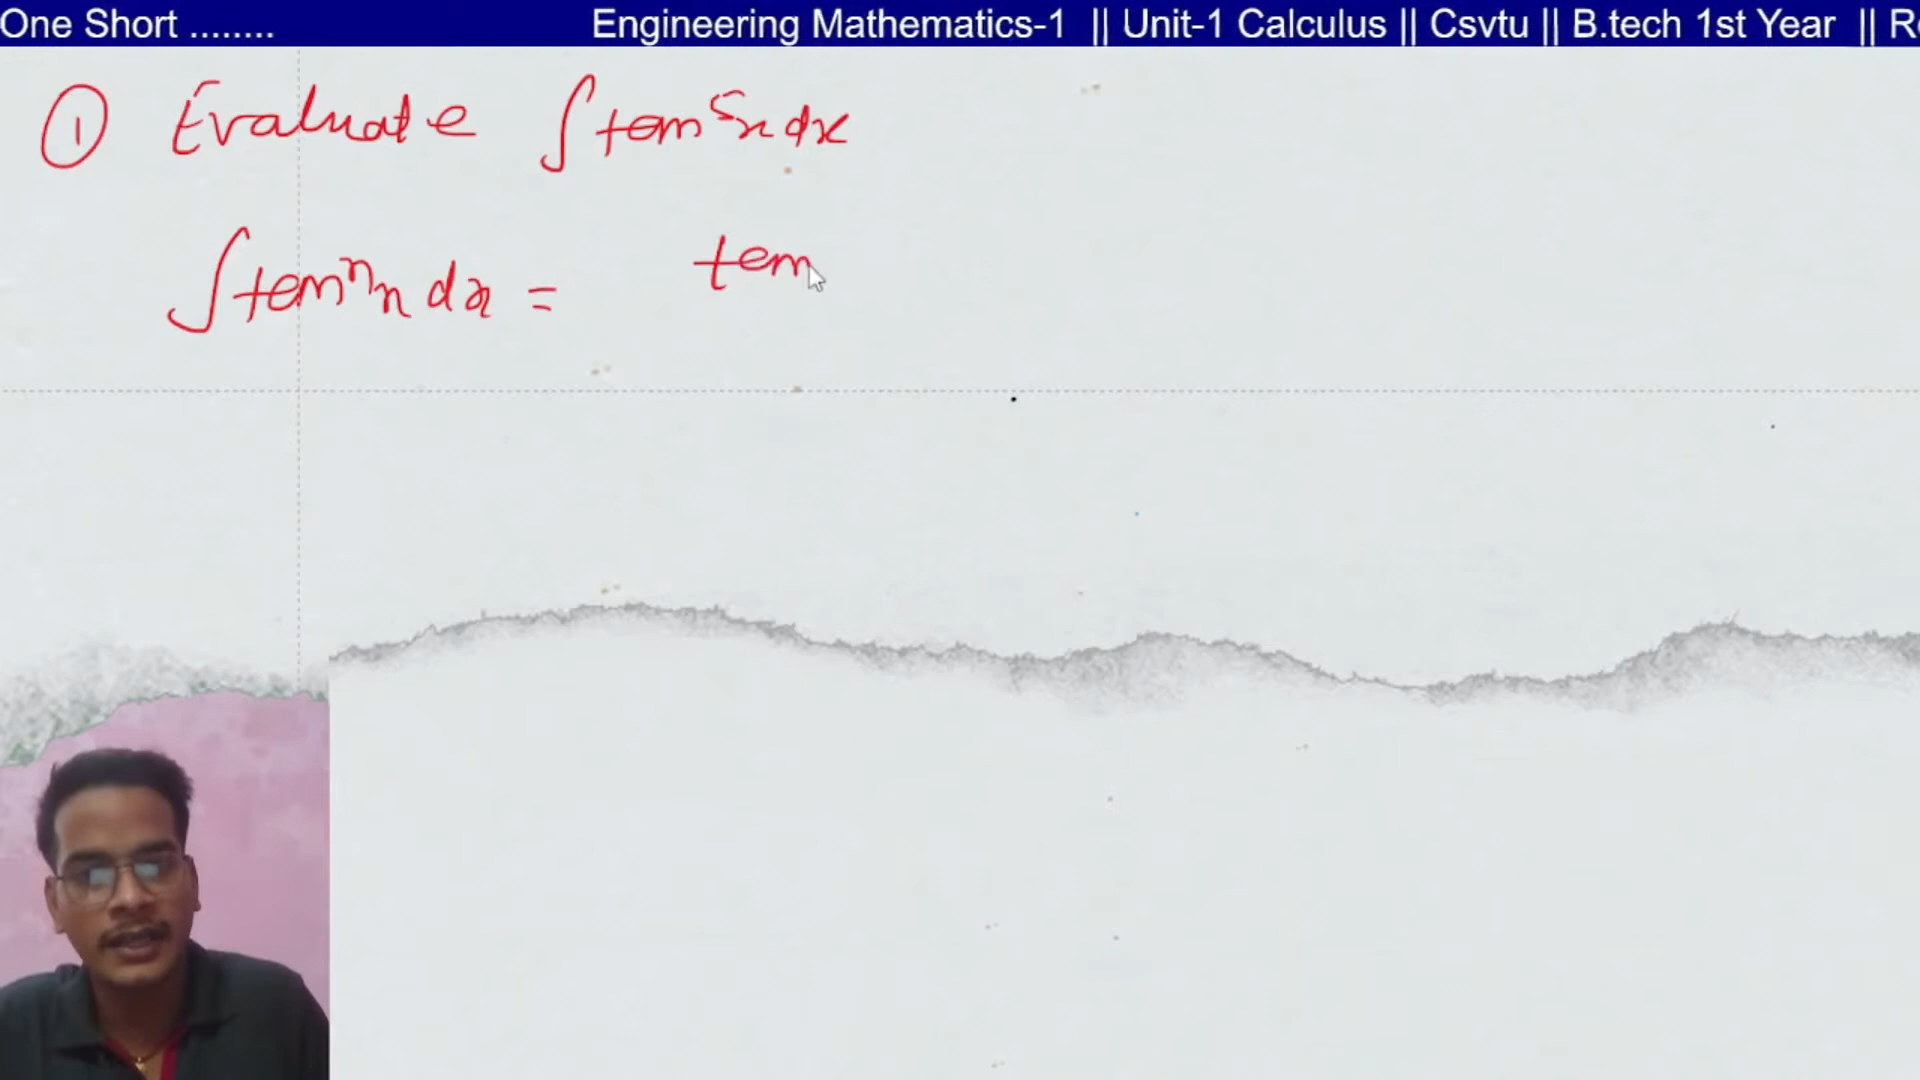 One Short ........ Engineering Mathematics-1 || Unit-1 Calculus || Csvtu || B.tech 1st Year || R
① Evaluate ∫tan⁵x dx
∫tanⁿx dx = tan